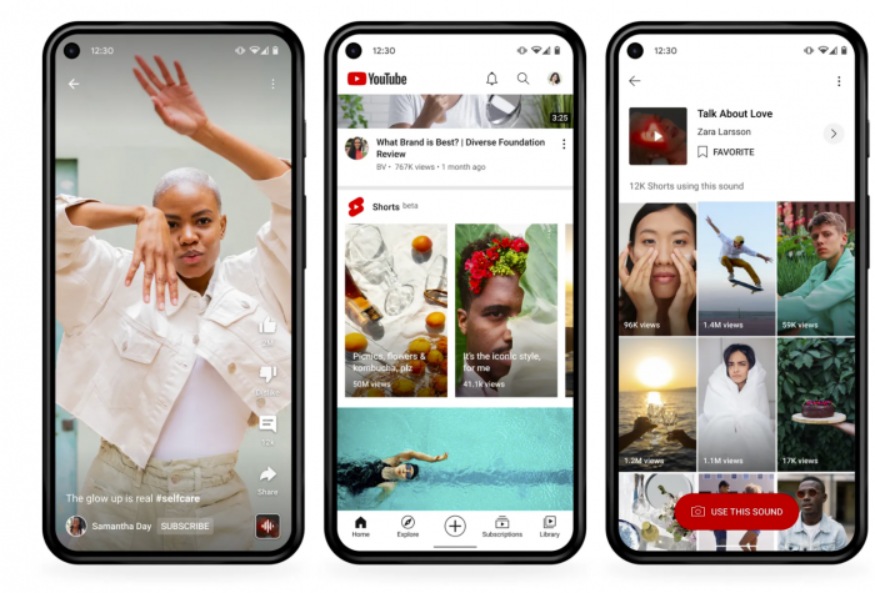 12:30
2M
12K
Share
The glow up is real #selfcare
Samantha Day SUBSCRIBE
12:30
YouTube
3:25
What Brand is Best? | Diverse Foundation
Review
BV • 767K views • 1 month ago
Shorts beta
Picnics, flowers &
kombucha, plz
50M views
It's the iconic style,
for me
41.1k views
Home
Explore
Subscriptions
Library
12:30
Talk About Love
Zara Larsson
FAVORITE
12K Shorts using this sound
96K views
1.4M views
59K views
1.2M views
1.1M views
17K views
USE THIS SOUND